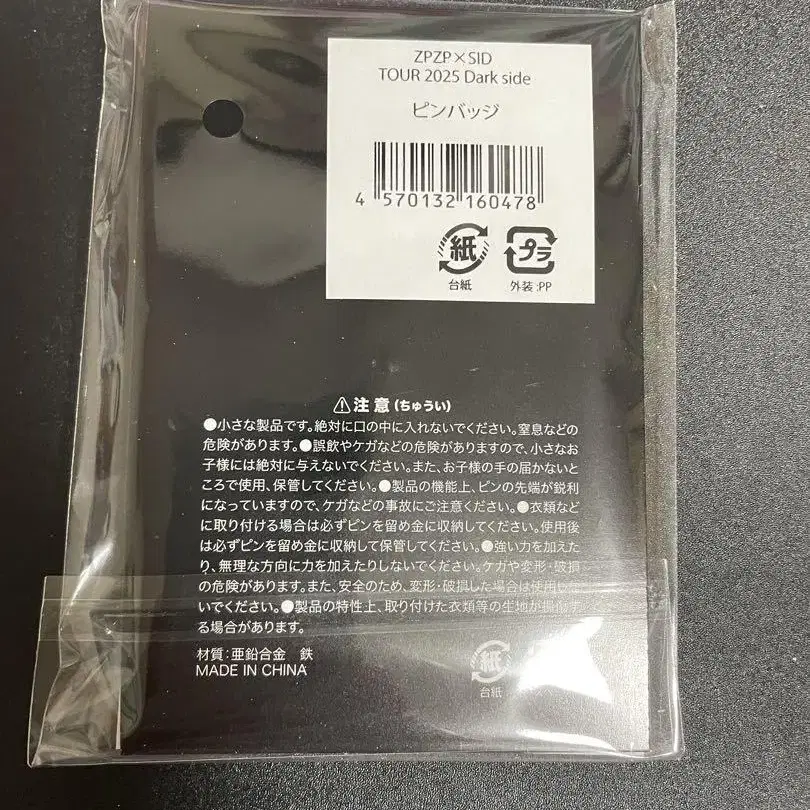 ZPZP×SID
TOUR 2025 Dark side
ピンバッジ
4 570132 160478
紙
プラ
台紙
外装:PP
⚠注意(ちゅうい)
●小さな製品です。絶対に口の中に入れないでください。窒息などの
危険があります。●誤飲やケガなどの危険がありますので、小さなお
子様には絶対に与えないでください。また、お子様の手の届かないと
ころで使用、保管してください。●製品の機能上、ピンの先端が鋭利
になっていますので、ケガなどの事故にご注意ください。●衣類など
に取り付ける場合は必ずピンを留め金に収納してください。使用後
は必ずピンを留め金に収納して保管してください。●強い力を加えた
り、無理な方向に力を加えたりしないでください。ケガや変形・破損
の危険があります。また、安全のため、変形・破損した場合は使用しな
いでください。●製品の特性上、取り付けた衣類等の生地が損傷す
る場合があります。
材質:亜鉛合金 鉄
MADE IN CHINA
紙
台紙